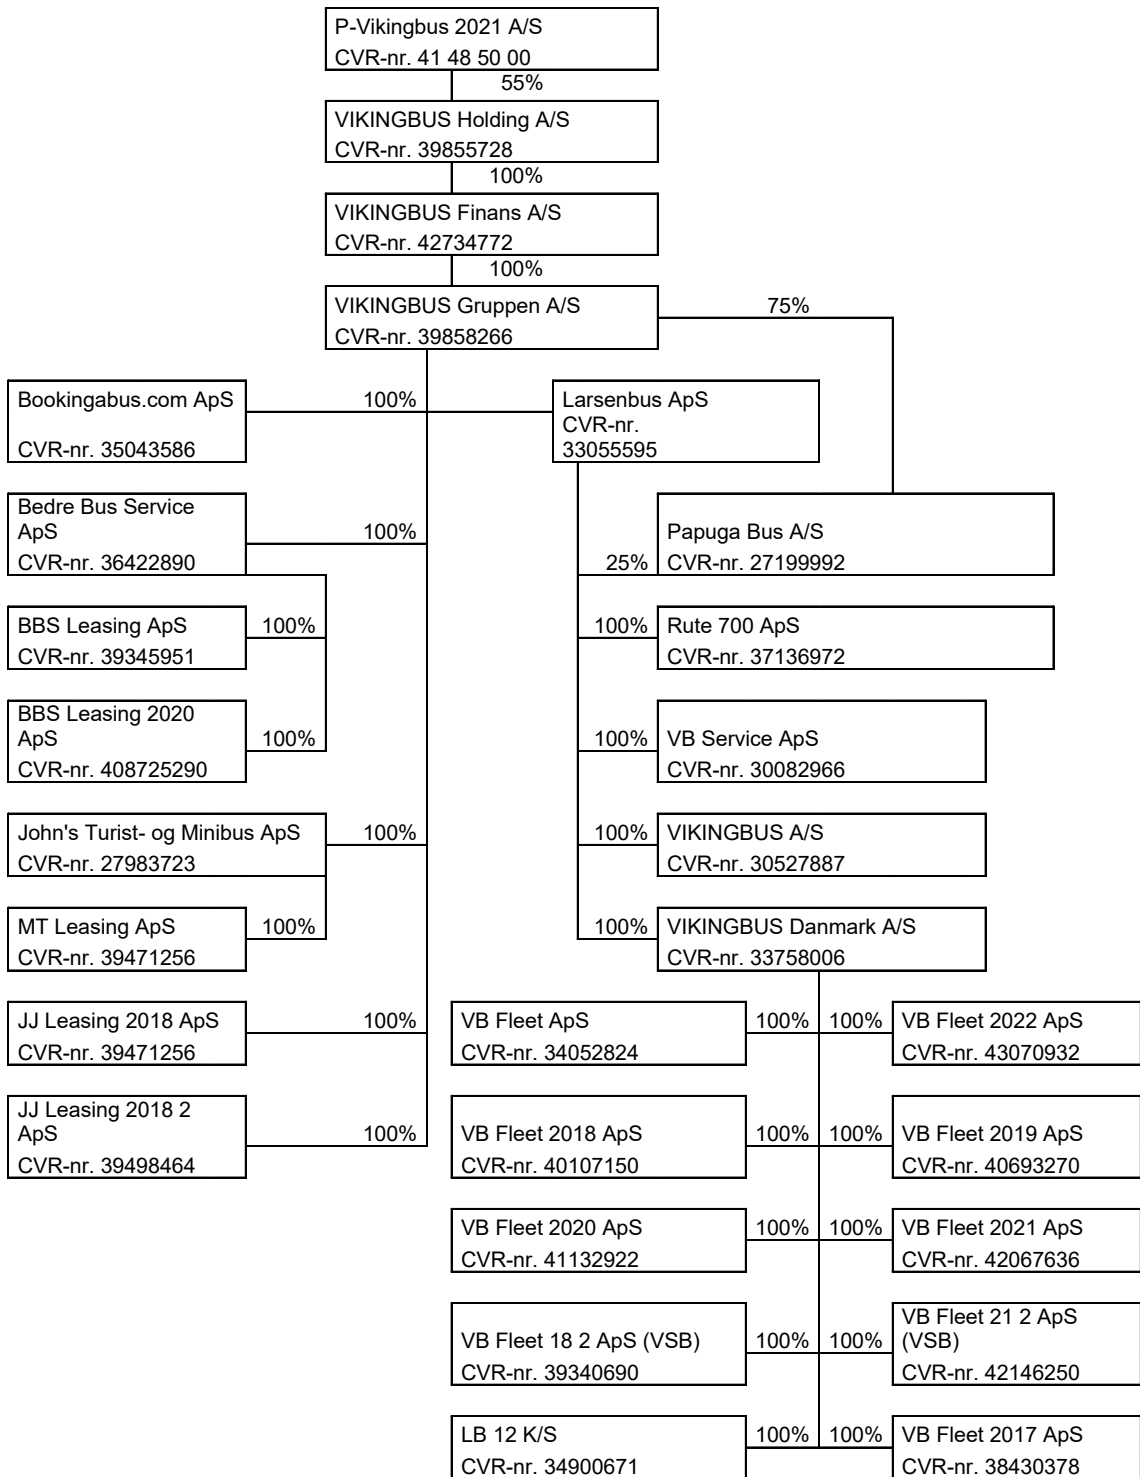 P-Vikingbus 2021 A/S
CVR-nr. 41 48 50 00
55%
VIKINGBUS Holding A/S
CVR-nr. 39855728
100%
VIKINGBUS Finans A/S
CVR-nr. 42734772
100%
VIKINGBUS Gruppen A/S
CVR-nr. 39858266
75%
Bookingabus.com ApS
CVR-nr. 35043586
100%
Larsenbus ApS
CVR-nr.
33055595
Bedre Bus Service
ApS
CVR-nr. 36422890
100%
Papuga Bus A/S
CVR-nr. 27199992
25%
BBS Leasing ApS
CVR-nr. 39345951
100%
100%
Rute 700 ApS
CVR-nr. 37136972
BBS Leasing 2020
ApS
CVR-nr. 408725290
100%
100%
VB Service ApS
CVR-nr. 30082966
John's Turist- og Minibus ApS
CVR-nr. 27983723
100%
100%
VIKINGBUS A/S
CVR-nr. 30527887
MT Leasing ApS
CVR-nr. 39471256
100%
100%
VIKINGBUS Danmark A/S
CVR-nr. 33758006
JJ Leasing 2018 ApS
CVR-nr. 39471256
100%
VB Fleet ApS
CVR-nr. 34052824
100%
100%
VB Fleet 2022 ApS
CVR-nr. 43070932
JJ Leasing 2018 2
ApS
CVR-nr. 39498464
100%
VB Fleet 2018 ApS
CVR-nr. 40107150
100%
100%
VB Fleet 2019 ApS
CVR-nr. 40693270
VB Fleet 2020 ApS
CVR-nr. 41132922
100%
100%
VB Fleet 2021 ApS
CVR-nr. 42067636
VB Fleet 18 2 ApS (VSB)
CVR-nr. 39340690
100%
100%
VB Fleet 21 2 ApS
(VSB)
CVR-nr. 42146250
LB 12 K/S
CVR-nr. 34900671
100%
100%
VB Fleet 2017 ApS
CVR-nr. 38430378